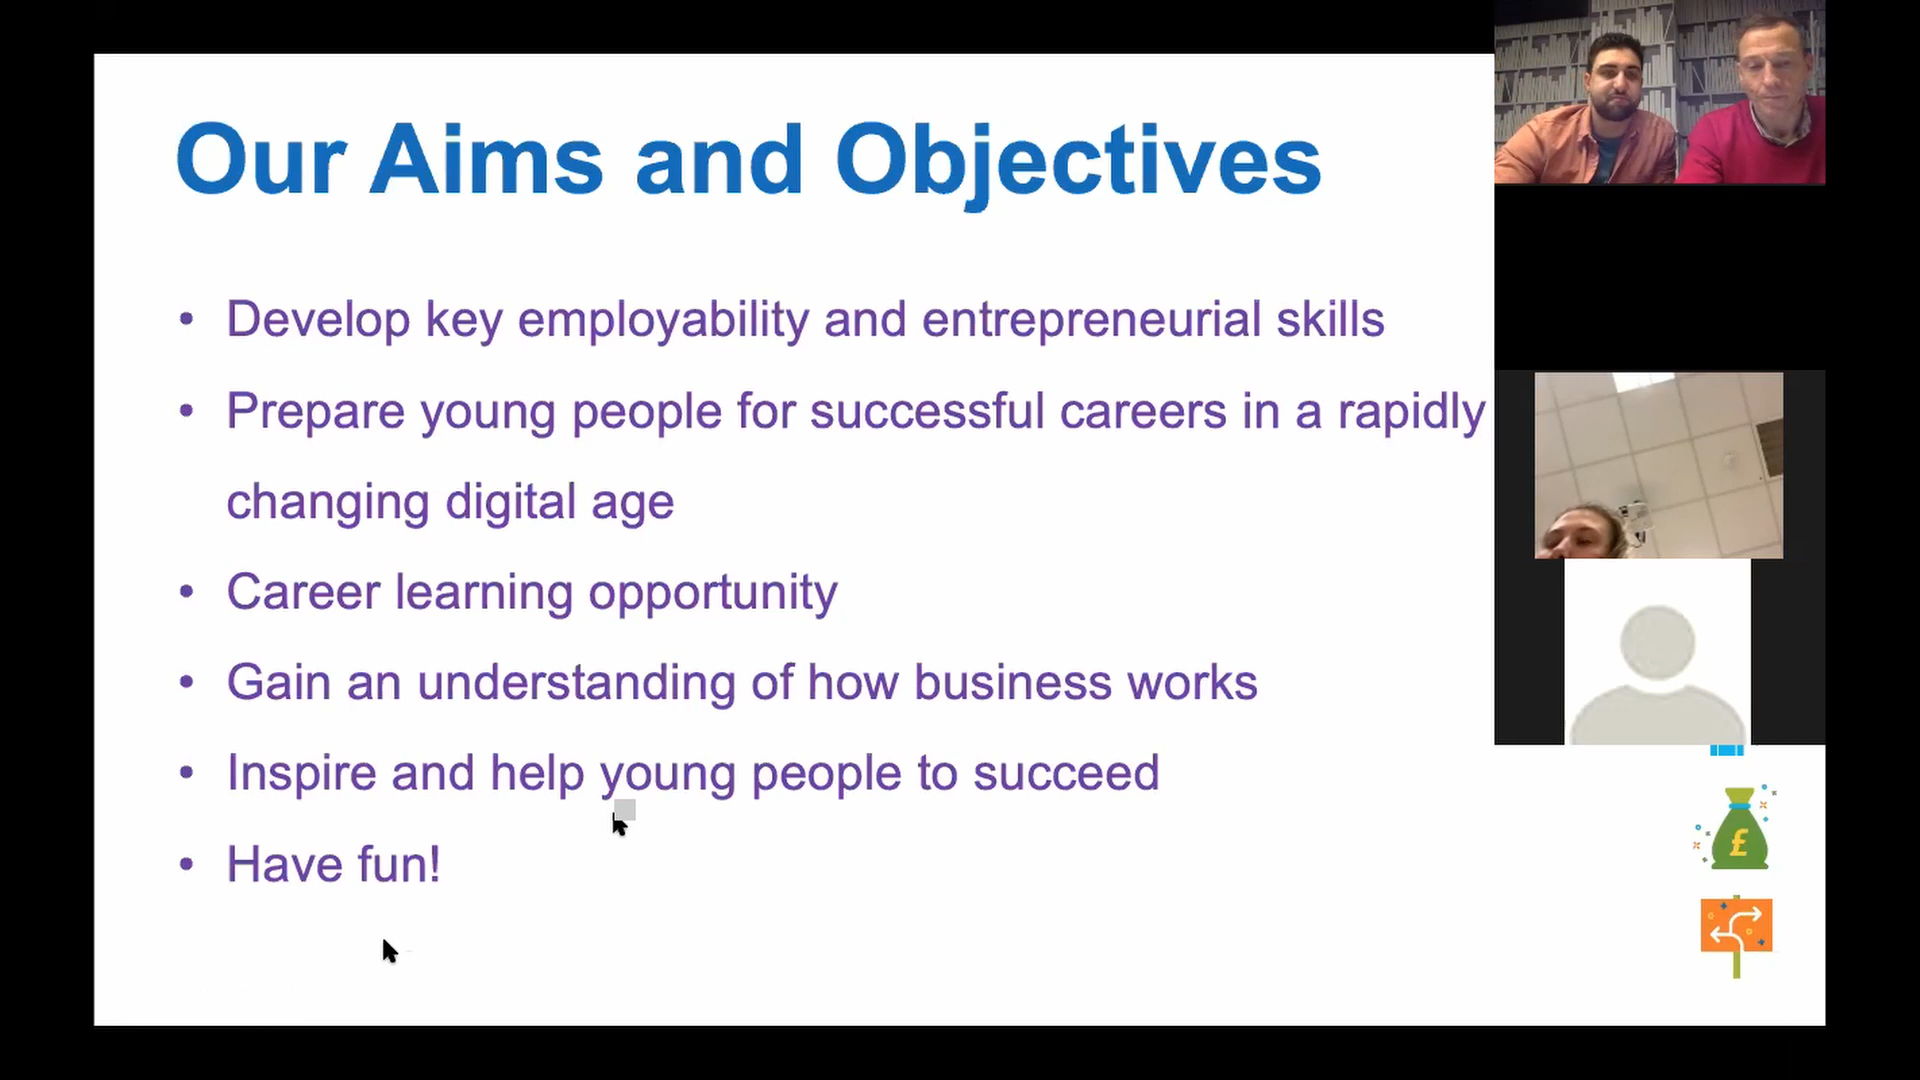 Our Aims and Objectives
• Develop key employability and entrepreneurial skills
• Prepare young people for successful careers in a rapidly
changing digital age
• Career learning opportunity
• Gain an understanding of how business works
• Inspire and help young people to succeed
• Have fun!
£